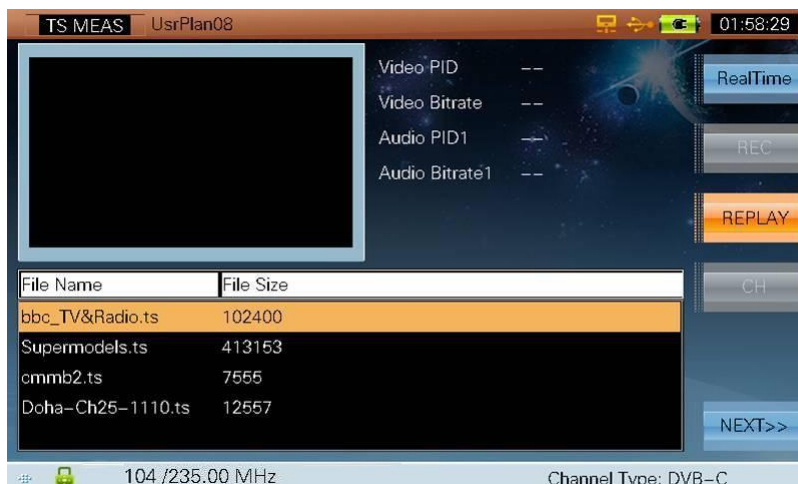 TS MEAS UsrPlan08 01:58:29
Video PID --
Video Bitrate --
Audio PID1 --
Audio Bitrate1 --
RealTime
REC
REPLAY
CH
NEXT>>
File Name File Size
bbc_TV&Radio.ts 102400
Supermodels.ts 413153
cmmb2.ts 7555
Doha-Ch25-1110.ts 12557
104 /235.00 MHz Channel Type: DVB-C